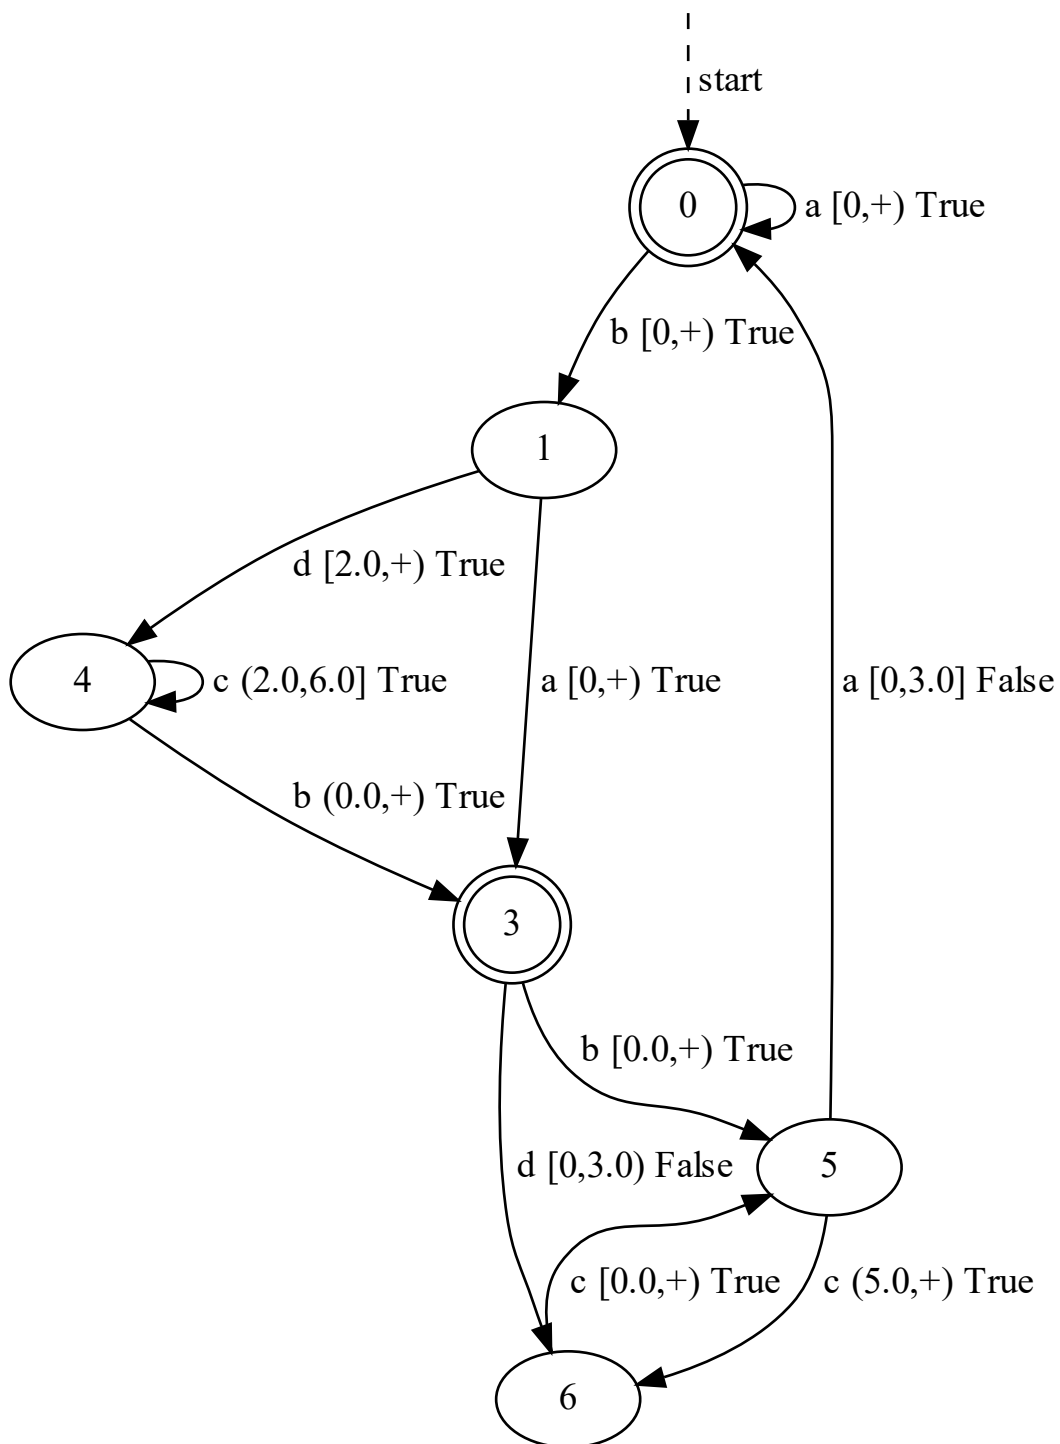 start
0
a [0,+) True
b [0,+) True
1
d [2.0,+) True
4
c (2.0,6.0] True
a [0,+) True
a [0,3.0] False
b (0.0,+) True
3
b [0.0,+) True
d [0,3.0) False
5
c [0.0,+) True
c (5.0,+) True
6